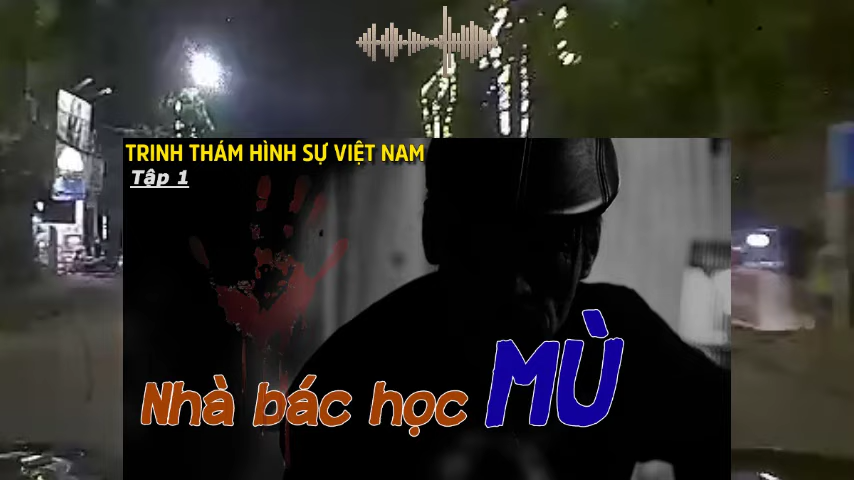 TRINH THÁM HÌNH SỰ VIỆT NAM
Tập 1
Nhà bác học MÙ